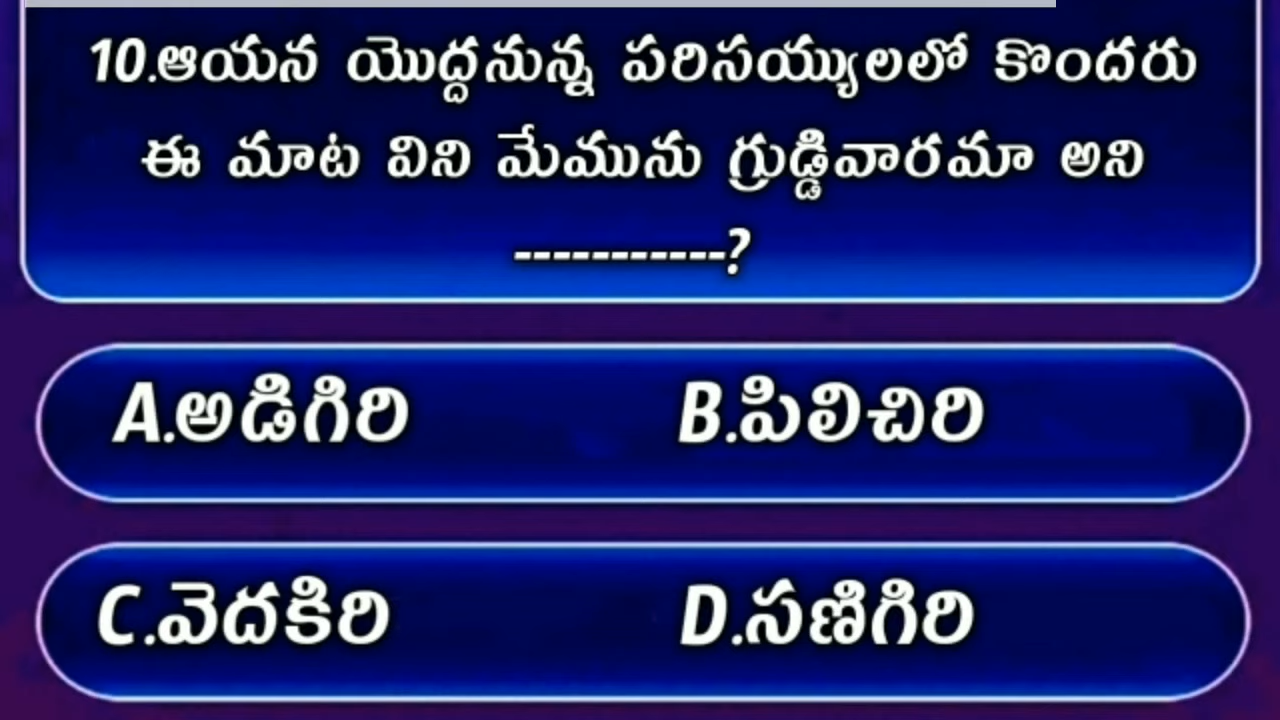 10.ఆయన యొద్దనున్న పరిసయ్యులలో కొందరు
ఈ మాట విని మేమును గ్రుడ్డివారమా అని
-----------?
A.అడిగిరి B.పిలిచిరి
C.వెదకిరి D.సణిగిరి